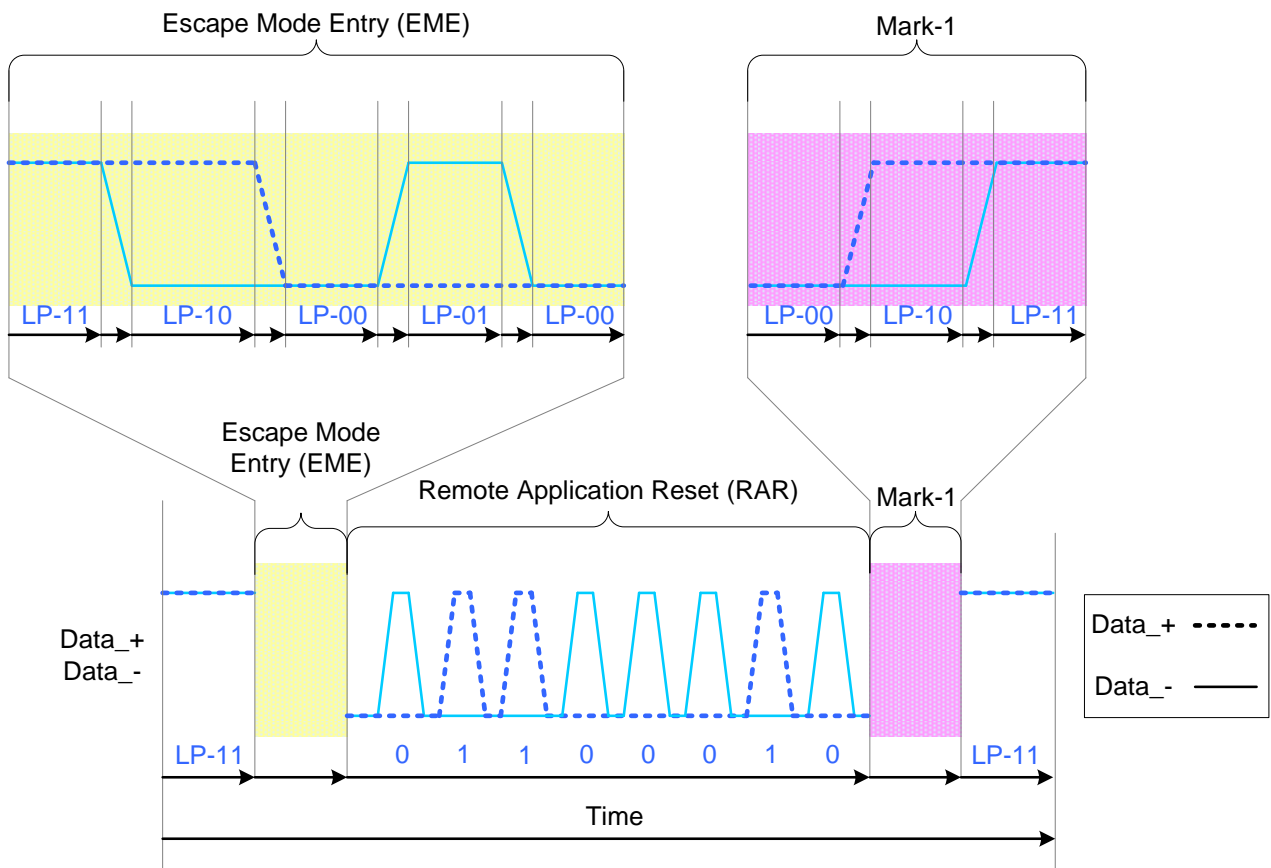 Escape Mode Entry (EME)
Mark-1
LP-11 LP-10 LP-00 LP-01 LP-00
LP-00 LP-10 LP-11
Escape Mode
Entry (EME)
Remote Application Reset (RAR)
Mark-1
Data_+
Data_-
Data_+
Data_-
LP-11 0 1 1 0 0 0 1 0 LP-11
Time